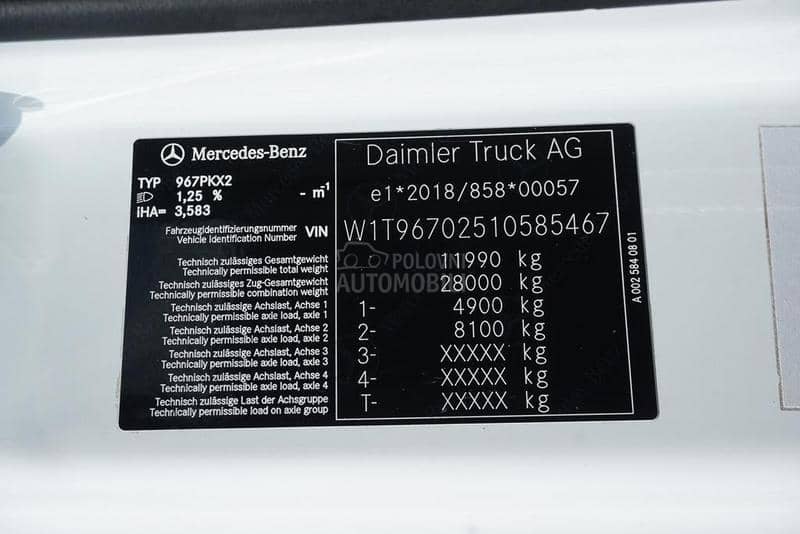 Mercedes-Benz
TYP 967PKX2
1,25 % - m⁻¹
iHA= 3,583
Fahrzeugidentifizierungsnummer
Vehicle Identification Number VIN
Technisch zulässiges Gesamtgewicht
Technically permissible total weight
Technisch zulässiges Zug-Gesamtgewicht
Technically permissible combination weight
Technisch zulässige Achslast, Achse 1
Technically permissible axle load, axle 1
Technisch zulässige Achslast, Achse 2
Technically permissible axle load, axle 2
Technisch zulässige Achslast, Achse 3
Technically permissible axle load, axle 3
Technisch zulässige Achslast, Achse 4
Technically permissible axle load, axle 4
Technisch zulässige Last der Achsgruppe
Technically permissible load on axle group
Daimler Truck AG
e1*2018/858*00057
W1T96702510585467
11990 kg
28000 kg
1- 4900 kg
2- 8100 kg
3- XXXXX kg
4- XXXXX kg
T- XXXXX kg
A 002 584 08 01
POLOVNI
AUTOMOBILI